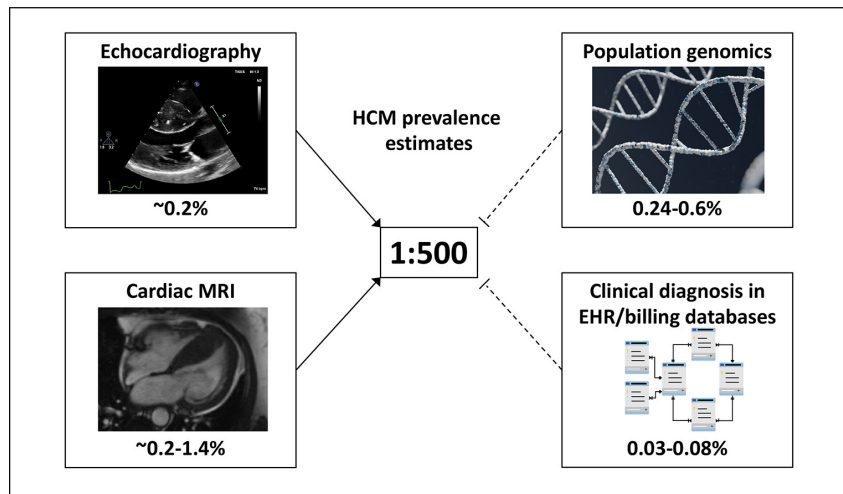 Echocardiography
~0.2%
HCM prevalence
estimates
Population genomics
0.24-0.6%
1:500
Cardiac MRI
~0.2-1.4%
Clinical diagnosis in
EHR/billing databases
0.03-0.08%